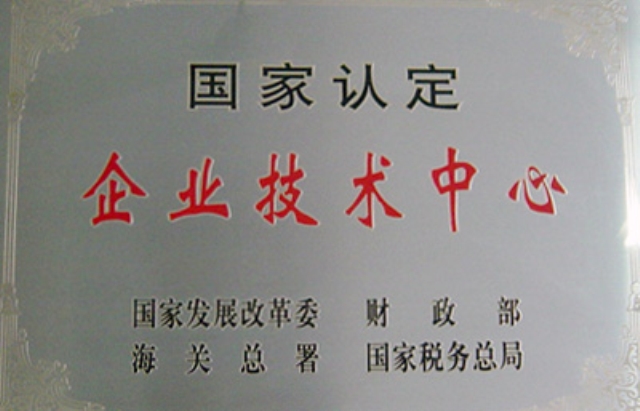 国家认定
企业技术中心
国家发展改革委 财政部
海关总署 国家税务总局